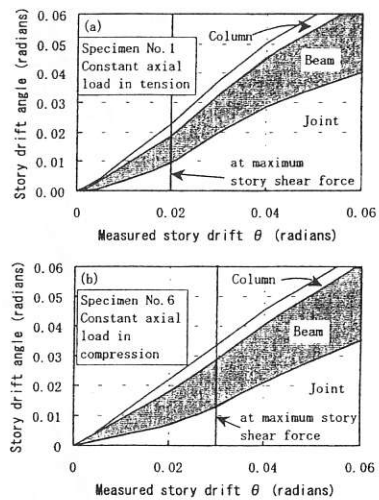 0.06
(a)
Column
Specimen No.1
Constant axial
load in tension
Beam
0.05
0.04
0.03
Joint
0.02
0.01
at maximum
story shear force
0.00
0
0.02
0.04
0.06
Story drift angle (radians)
Measured story drift θ (radians)
0.06
(b)
Column
Specimen No.6
Constant axial
load in
compression
Beam
0.05
0.04
0.03
0.02
Joint
0.01
at maximum story
shear force
0
0
0.02
0.04
0.06
Story drift angle (radians)
Measured story drift θ (radians)